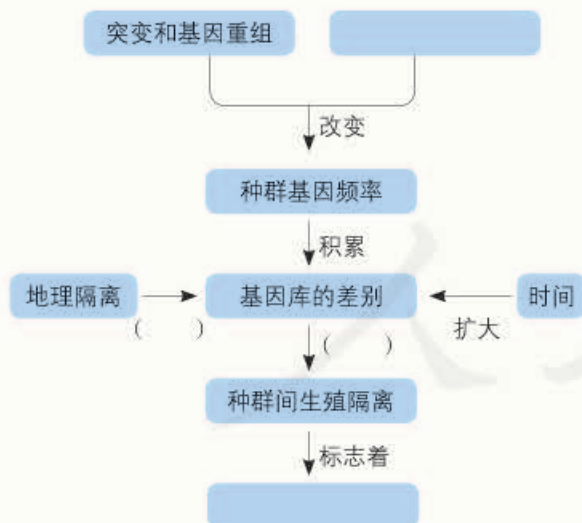 突变和基因重组
改变
种群基因频率
积累
地理隔离
基因库的差别
时间
(    )
扩大
(    )
种群间生殖隔离
标志着